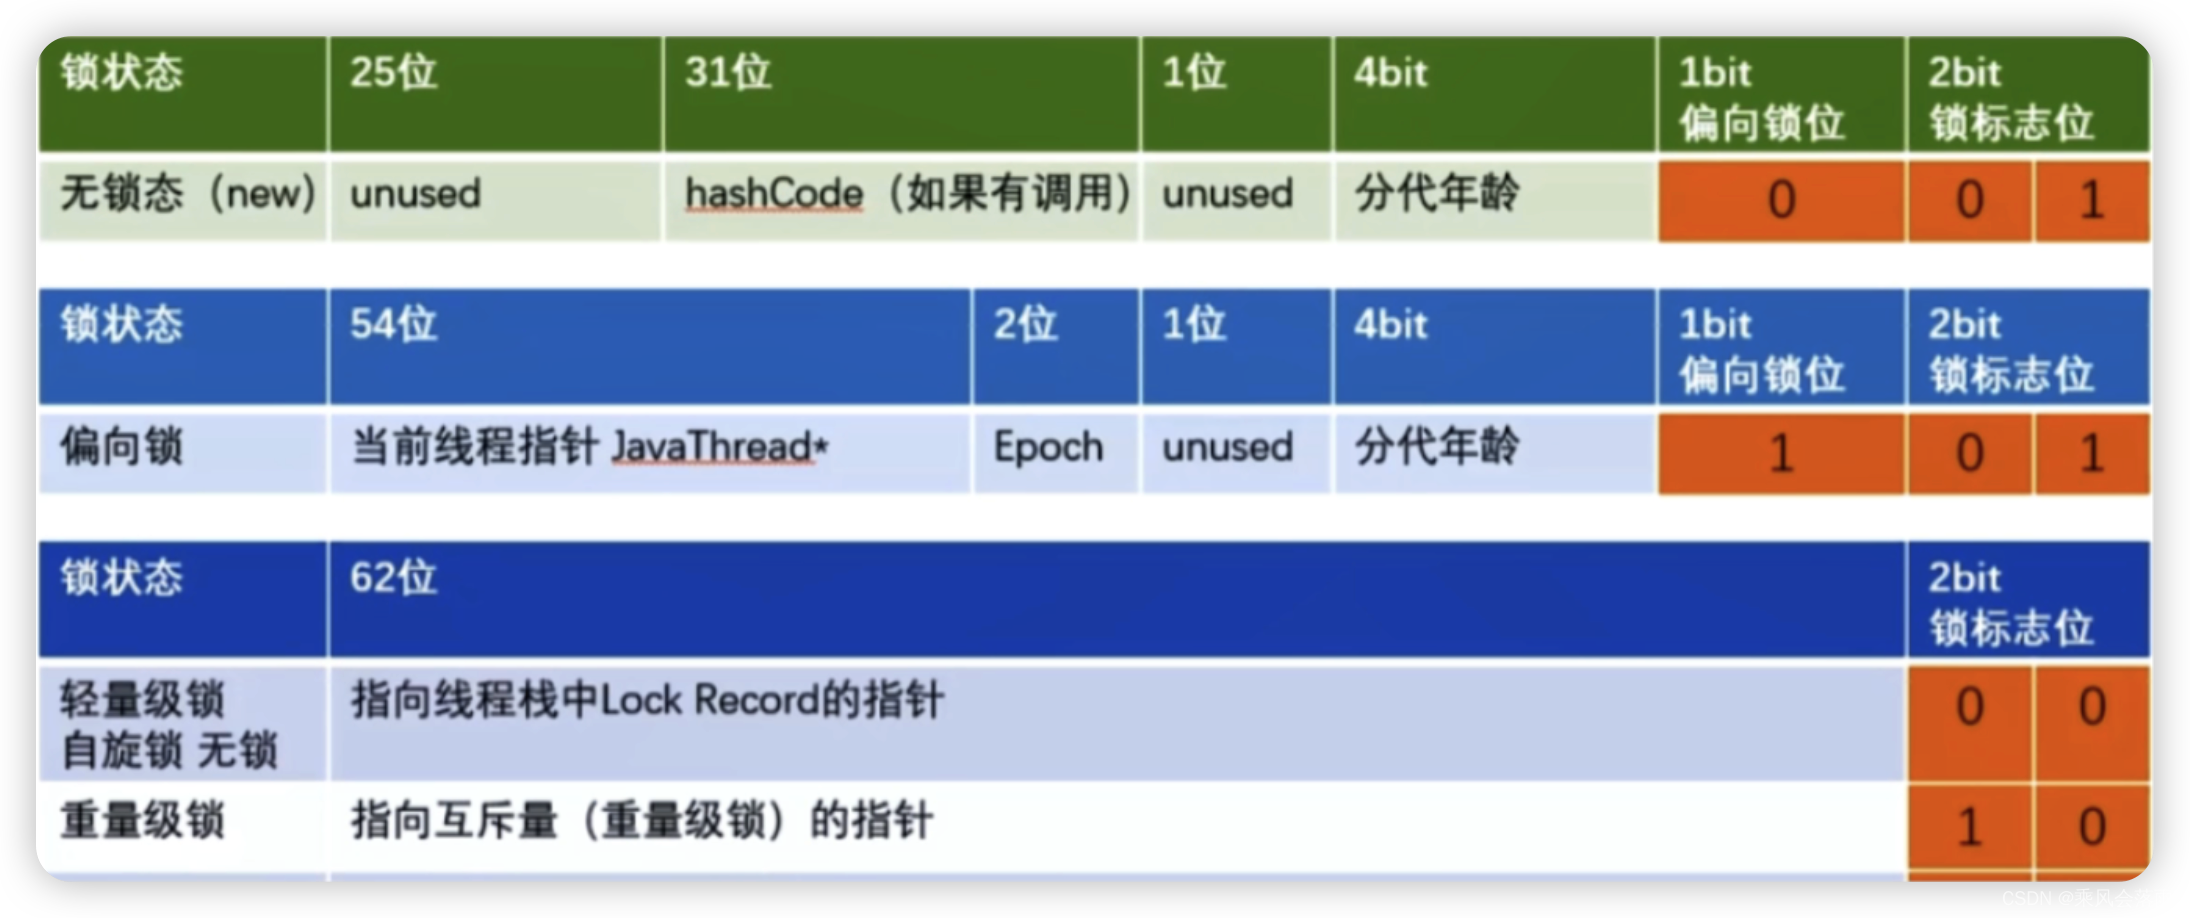 锁状态 25位 31位 1位 4bit 1bit 2bit
偏向锁位 锁标志位
无锁态（new） unused hashCode（如果有调用） unused 分代年龄 0 0 1
锁状态 54位 2位 1位 4bit 1bit 2bit
偏向锁位 锁标志位
偏向锁 当前线程指针 JavaThread* Epoch unused 分代年龄 1 0 1
锁状态 62位 2bit
锁标志位
轻量级锁 指向线程栈中Lock Record的指针 0 0
自旋锁 无锁
重量级锁 指向互斥量（重量级锁）的指针 1 0
CSDN @乘风